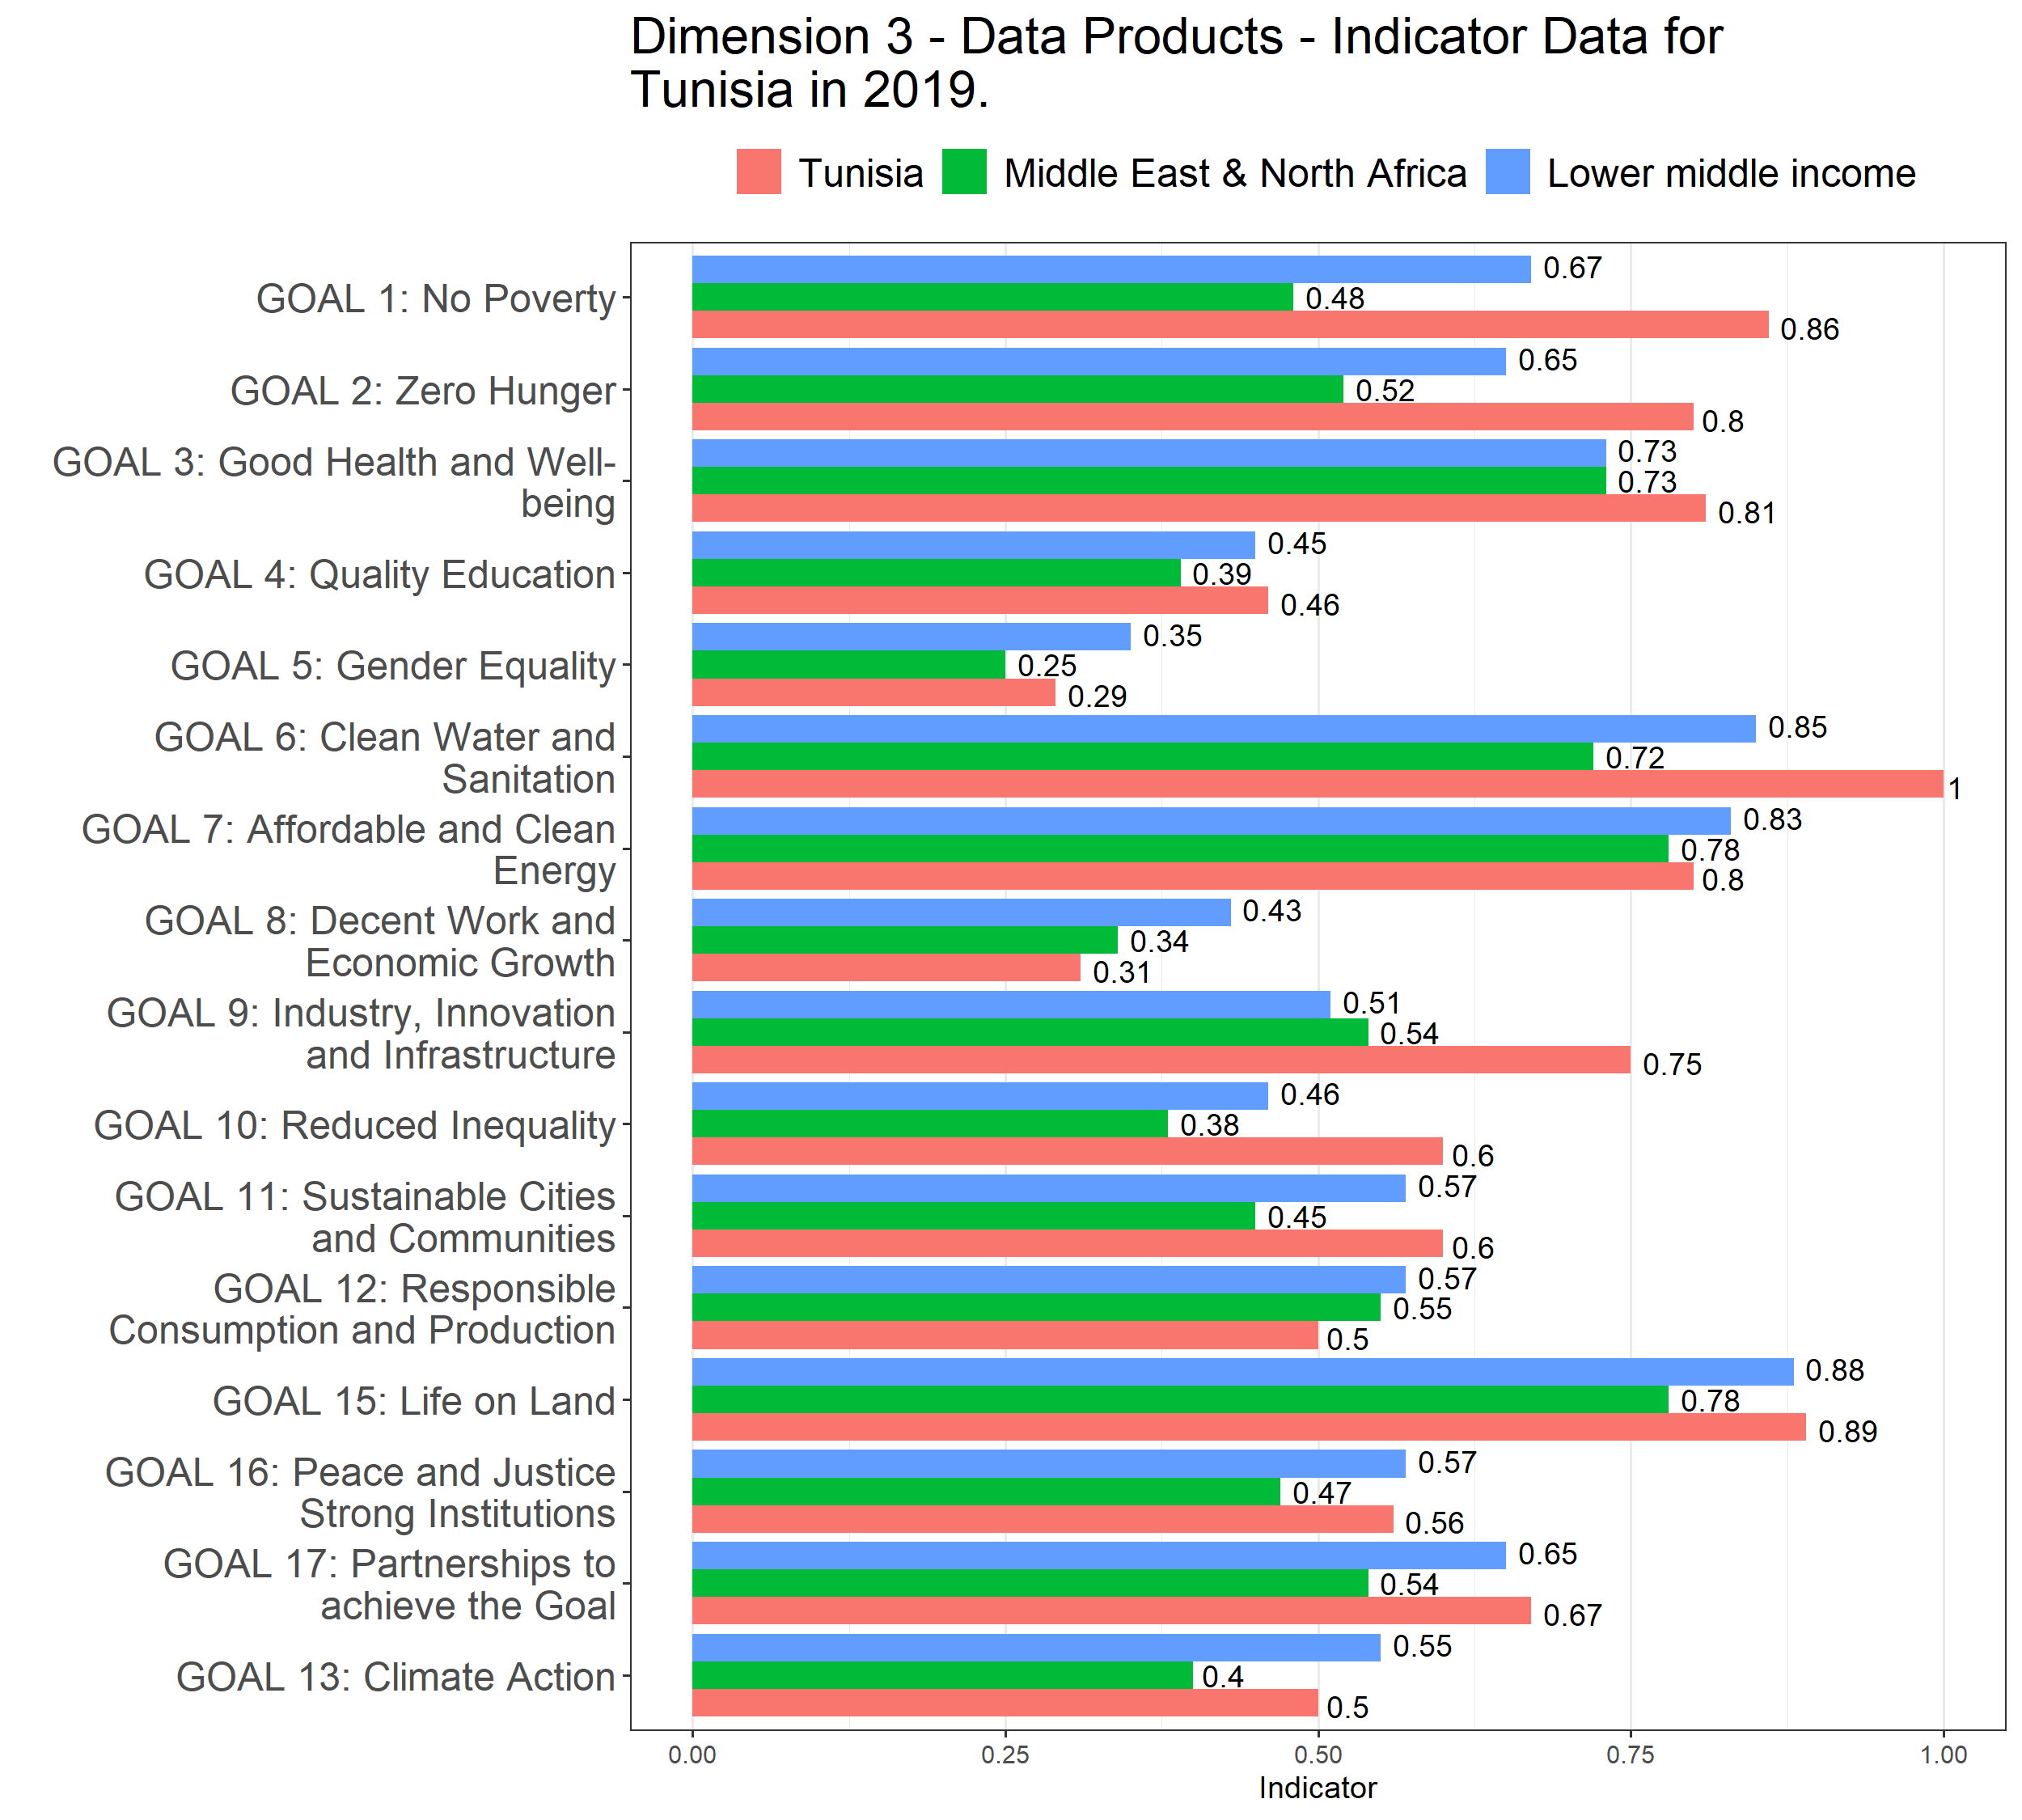 Dimension 3 - Data Products - Indicator Data for
Tunisia in 2019.
Tunisia
Middle East & North Africa
Lower middle income
GOAL 1: No Poverty
0.67
0.48
0.86
GOAL 2: Zero Hunger
0.65
0.52
0.8
GOAL 3: Good Health and Well-
being
0.73
0.73
0.81
GOAL 4: Quality Education
0.45
0.39
0.46
GOAL 5: Gender Equality
0.35
0.25
0.29
GOAL 6: Clean Water and
Sanitation
0.85
0.72
1
GOAL 7: Affordable and Clean
Energy
0.83
0.78
0.8
GOAL 8: Decent Work and
Economic Growth
0.43
0.34
0.31
GOAL 9: Industry, Innovation
and Infrastructure
0.51
0.54
0.75
GOAL 10: Reduced Inequality
0.46
0.38
0.6
GOAL 11: Sustainable Cities
and Communities
0.57
0.45
0.6
GOAL 12: Responsible
Consumption and Production
0.57
0.55
0.5
GOAL 15: Life on Land
0.88
0.78
0.89
GOAL 16: Peace and Justice
Strong Institutions
0.57
0.47
0.56
GOAL 17: Partnerships to
achieve the Goal
0.65
0.54
0.67
GOAL 13: Climate Action
0.55
0.4
0.5
0.00 0.25 0.50 0.75 1.00
Indicator